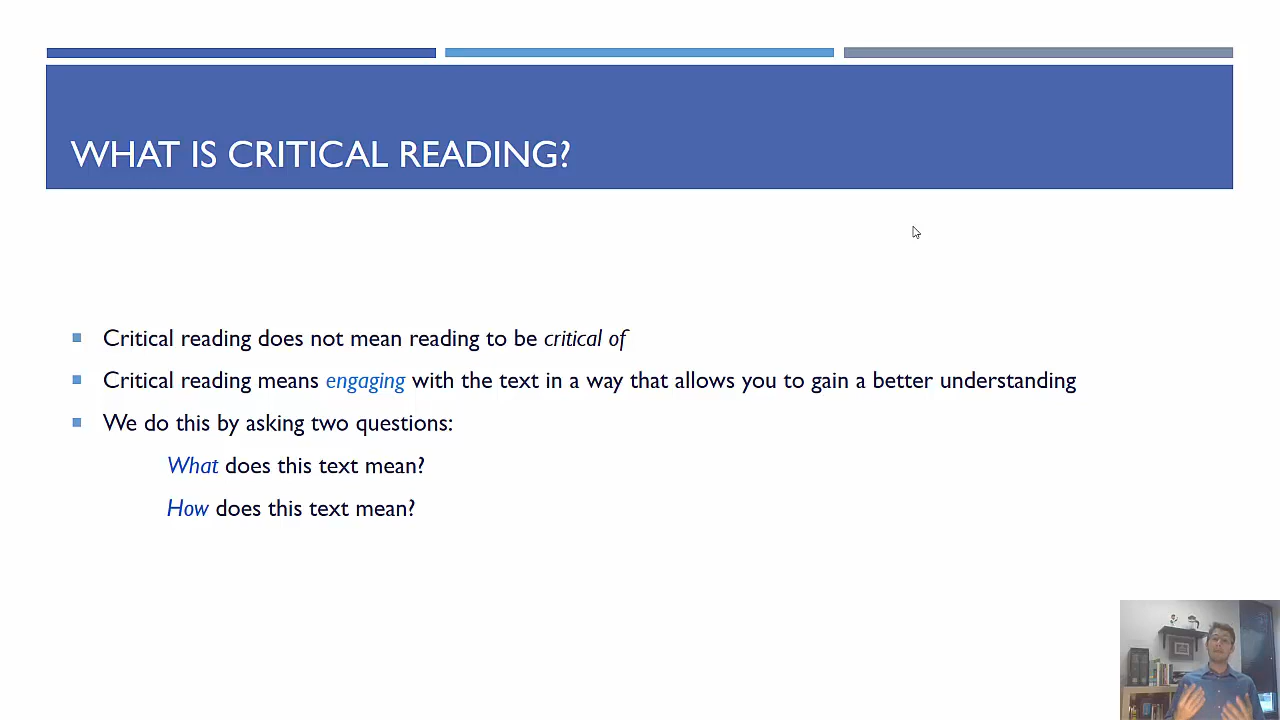 WHAT IS CRITICAL READING?
Critical reading does not mean reading to be critical of
Critical reading means engaging with the text in a way that allows you to gain a better understanding
We do this by asking two questions:
What does this text mean?
How does this text mean?